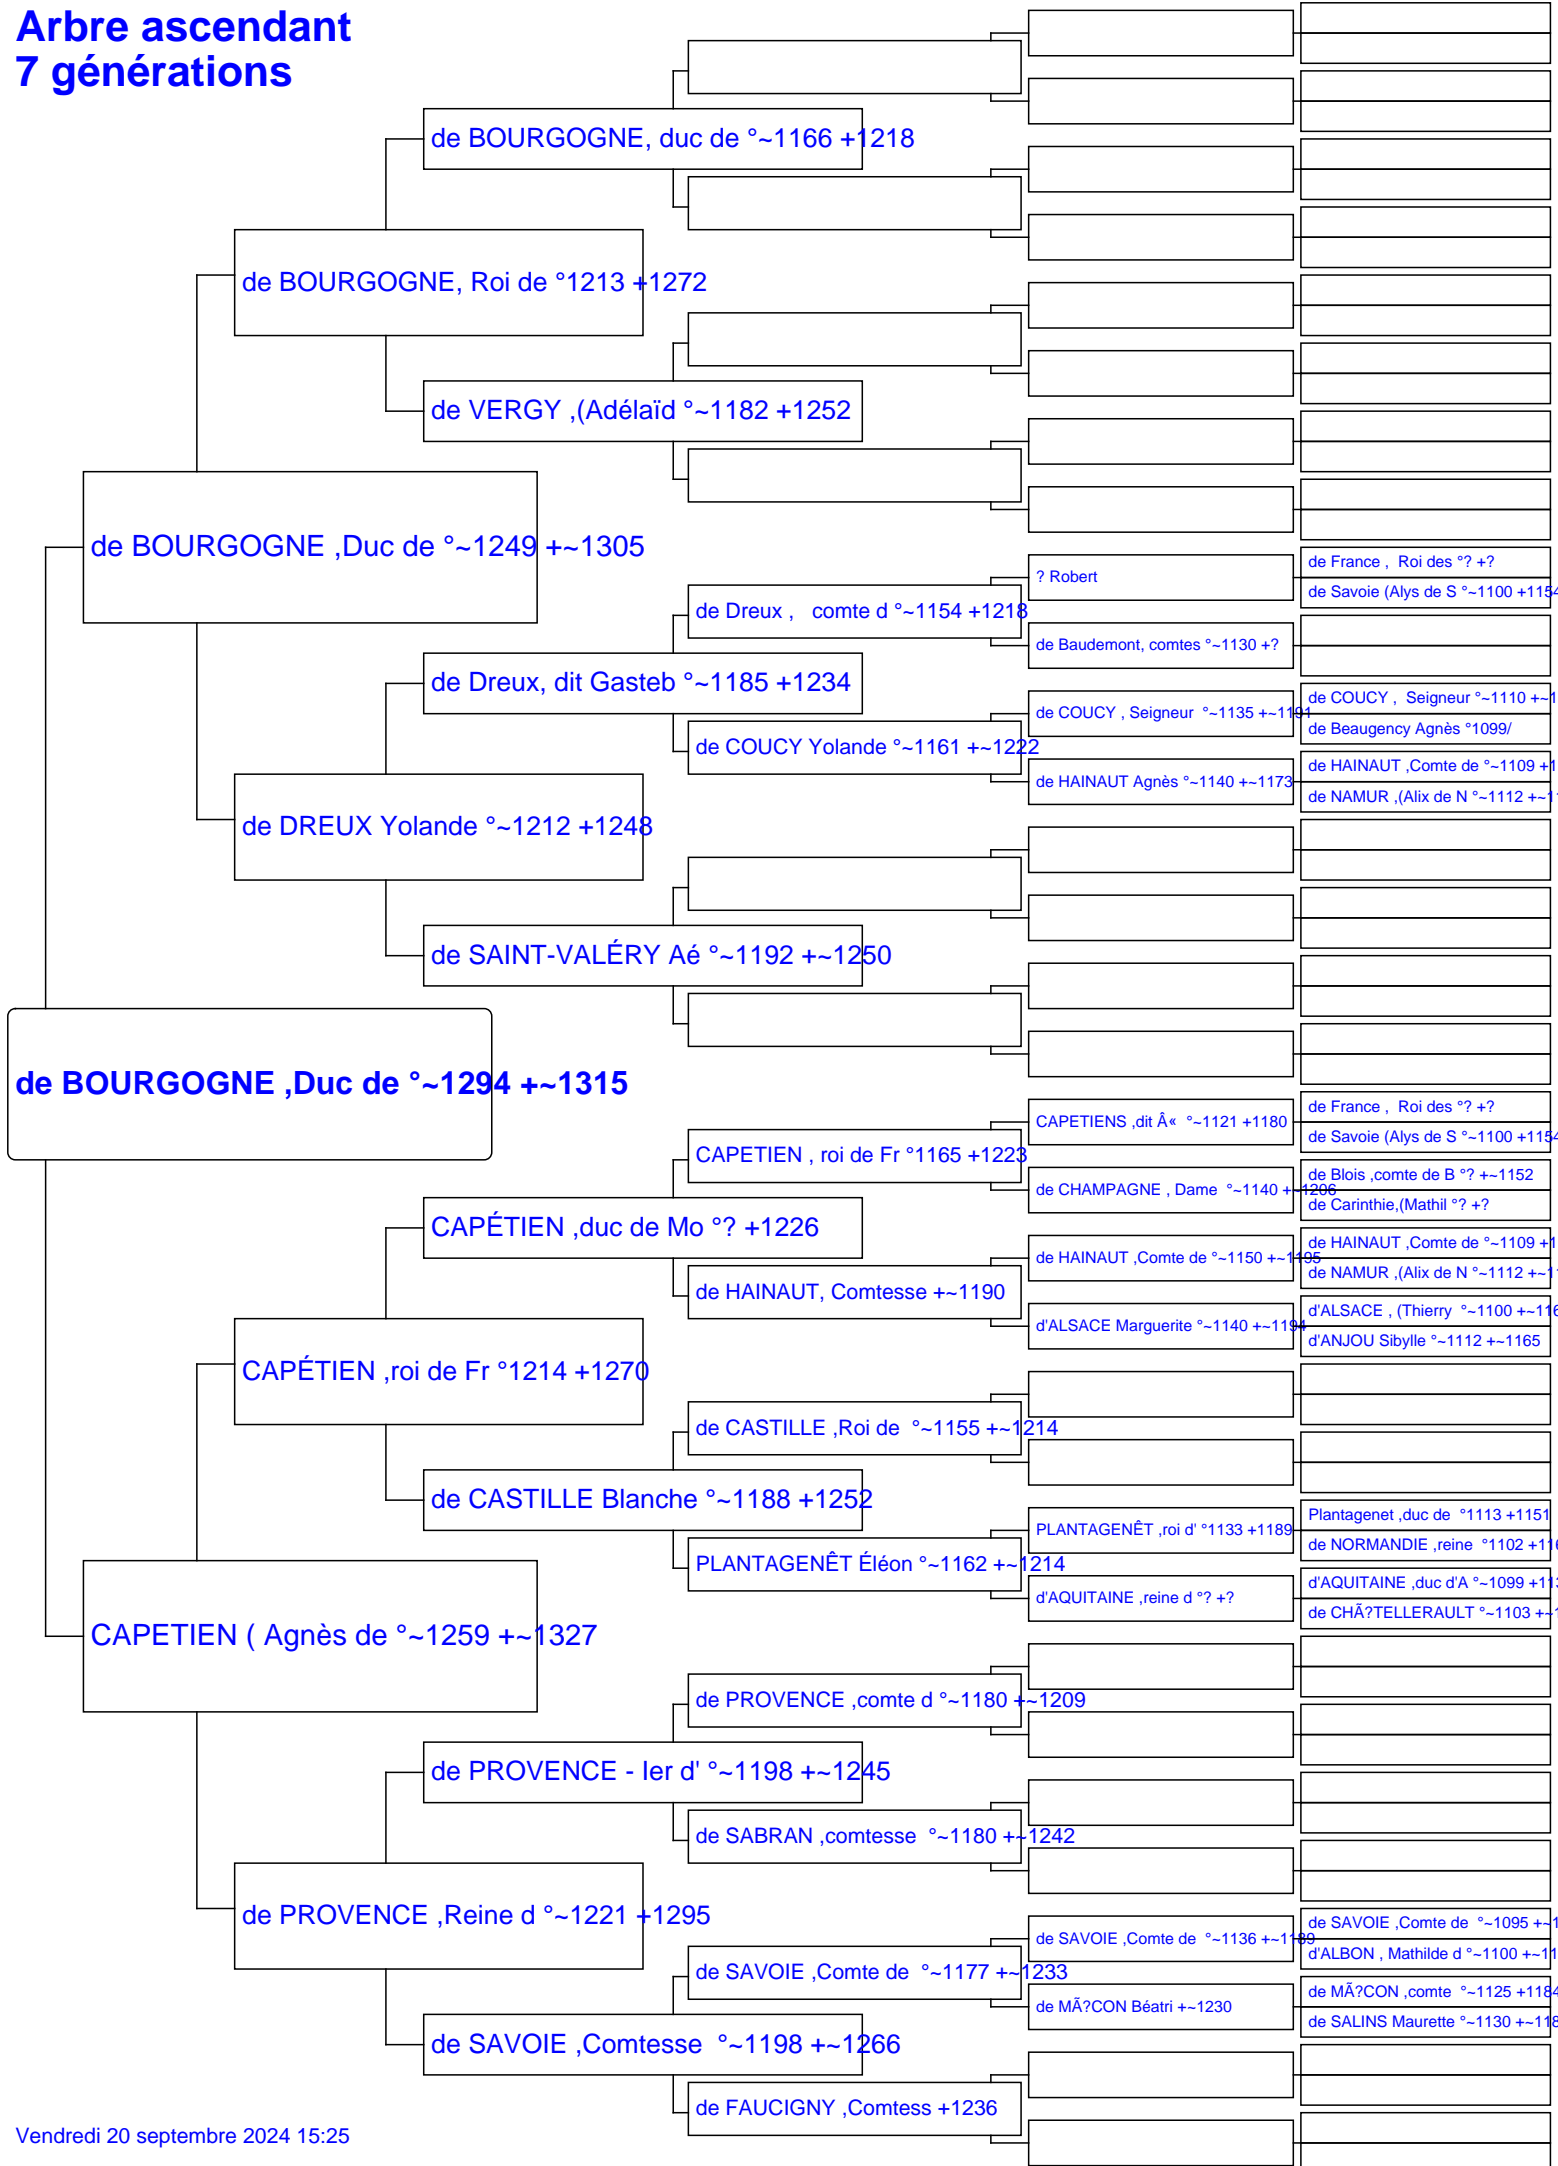 Arbre ascendant
7 générations
de BOURGOGNE, duc de °~1166 +1218
de BOURGOGNE, Roi de °1213 +1272
de VERGY ,(Adélaïd °~1182 +1252
de BOURGOGNE ,Duc de °~1249 +~1305
? Robert
de France , Roi des °? +?
de Savoie (Alys de S °~1100 +1154
de Dreux , comte d °~1154 +1218
de Baudemont, comtes °~1130 +?
de Dreux, dit Gasteb °~1185 +1234
de COUCY , Seigneur °~1135 +~1191
de COUCY , Seigneur °~1110 +~1
de Beaugency Agnès °1099/
de COUCY Yolande °~1161 +~1222
de HAINAUT Agnès °~1140 +~1173
de HAINAUT ,Comte de °~1109 +1
de NAMUR ,(Alix de N °~1112 +~1
de DREUX Yolande °~1212 +1248
de SAINT-VALÉRY Aé °~1192 +~1250
de BOURGOGNE ,Duc de °~1294 +~1315
CAPETIENS ,dit Â« °~1121 +1180
de France , Roi des °? +?
de Savoie (Alys de S °~1100 +1154
CAPETIEN , roi de Fr °1165 +1223
de CHAMPAGNE , Dame °~1140 +~1206
de Blois ,comte de B °? +~1152
de Carinthie,(Mathil °? +?
CAPÉTIEN ,duc de Mo °? +1226
de HAINAUT ,Comte de °~1150 +~1195
de HAINAUT ,Comte de °~1109 +1
de NAMUR ,(Alix de N °~1112 +~1
de HAINAUT, Comtesse +~1190
d'ALSACE Marguerite °~1140 +~1194
d'ALSACE , (Thierry °~1100 +~116
d'ANJOU Sibylle °~1112 +~1165
CAPÉTIEN ,roi de Fr °1214 +1270
de CASTILLE ,Roi de °~1155 +~1214
de CASTILLE Blanche °~1188 +1252
PLANTAGENÊT ,roi d' °1133 +1189
Plantagenet ,duc de °1113 +1151
de NORMANDIE ,reine °1102 +116
PLANTAGENÊT Éléon °~1162 +~1214
d'AQUITAINE ,reine d °? +?
d'AQUITAINE ,duc d'A °~1099 +113
de CHÃ?TELLERAULT °~1103 +~1
CAPETIEN ( Agnès de °~1259 +~1327
de PROVENCE ,comte d °~1180 +~1209
de PROVENCE - Ier d' °~1198 +~1245
de SABRAN ,comtesse °~1180 +~1242
de PROVENCE ,Reine d °~1221 +1295
de SAVOIE ,Comte de °~1136 +~1189
de SAVOIE ,Comte de °~1095 +~1
d'ALBON , Mathilde d °~1100 +~11
de SAVOIE ,Comte de °~1177 +~1233
de MÃ?CON Béatri +~1230
de MÃ?CON ,comte °~1125 +1184
de SALINS Maurette °~1130 +~118
de SAVOIE ,Comtesse °~1198 +~1266
de FAUCIGNY ,Comtess +1236
Vendredi 20 septembre 2024 15:25